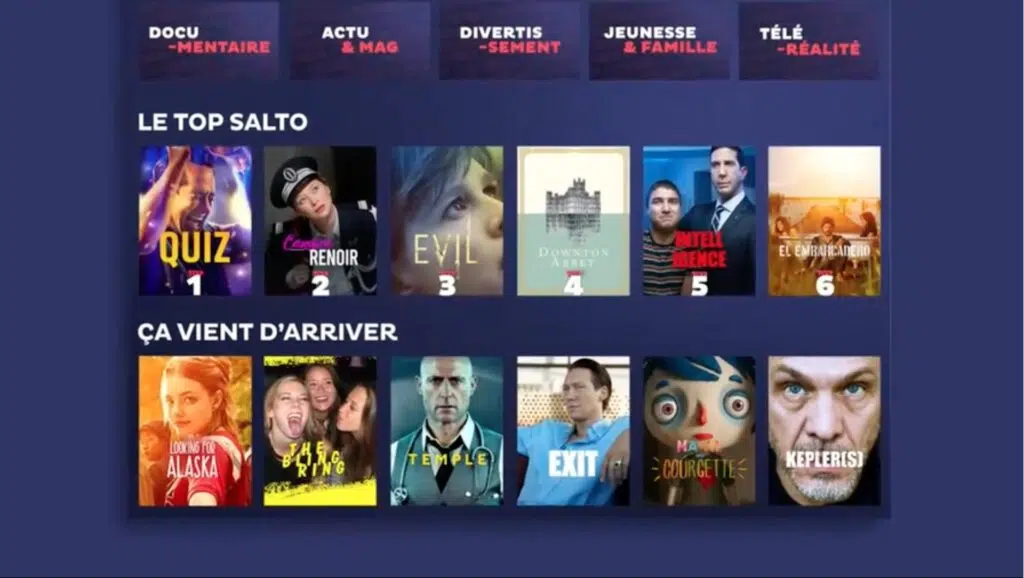 DOCU
-MENTAIRE
ACTU
& MAG
DIVERTIS
-SEMENT
JEUNESSE
& FAMILLE
TÉLÉ
-RÉALITÉ
LE TOP SALTO
QUIZ
1
Candice
RENOIR
2
EVIL
3
DOWNTON
ABBEY
4
INTELL
IGENCE
5
EL EMBARCADERO
6
ÇA VIENT D'ARRIVER
LOOKING FOR
ALASKA
THE
BLING
RING
TEMPLE
EXIT
MA VIE
COURGETTE
KEPLER(S)